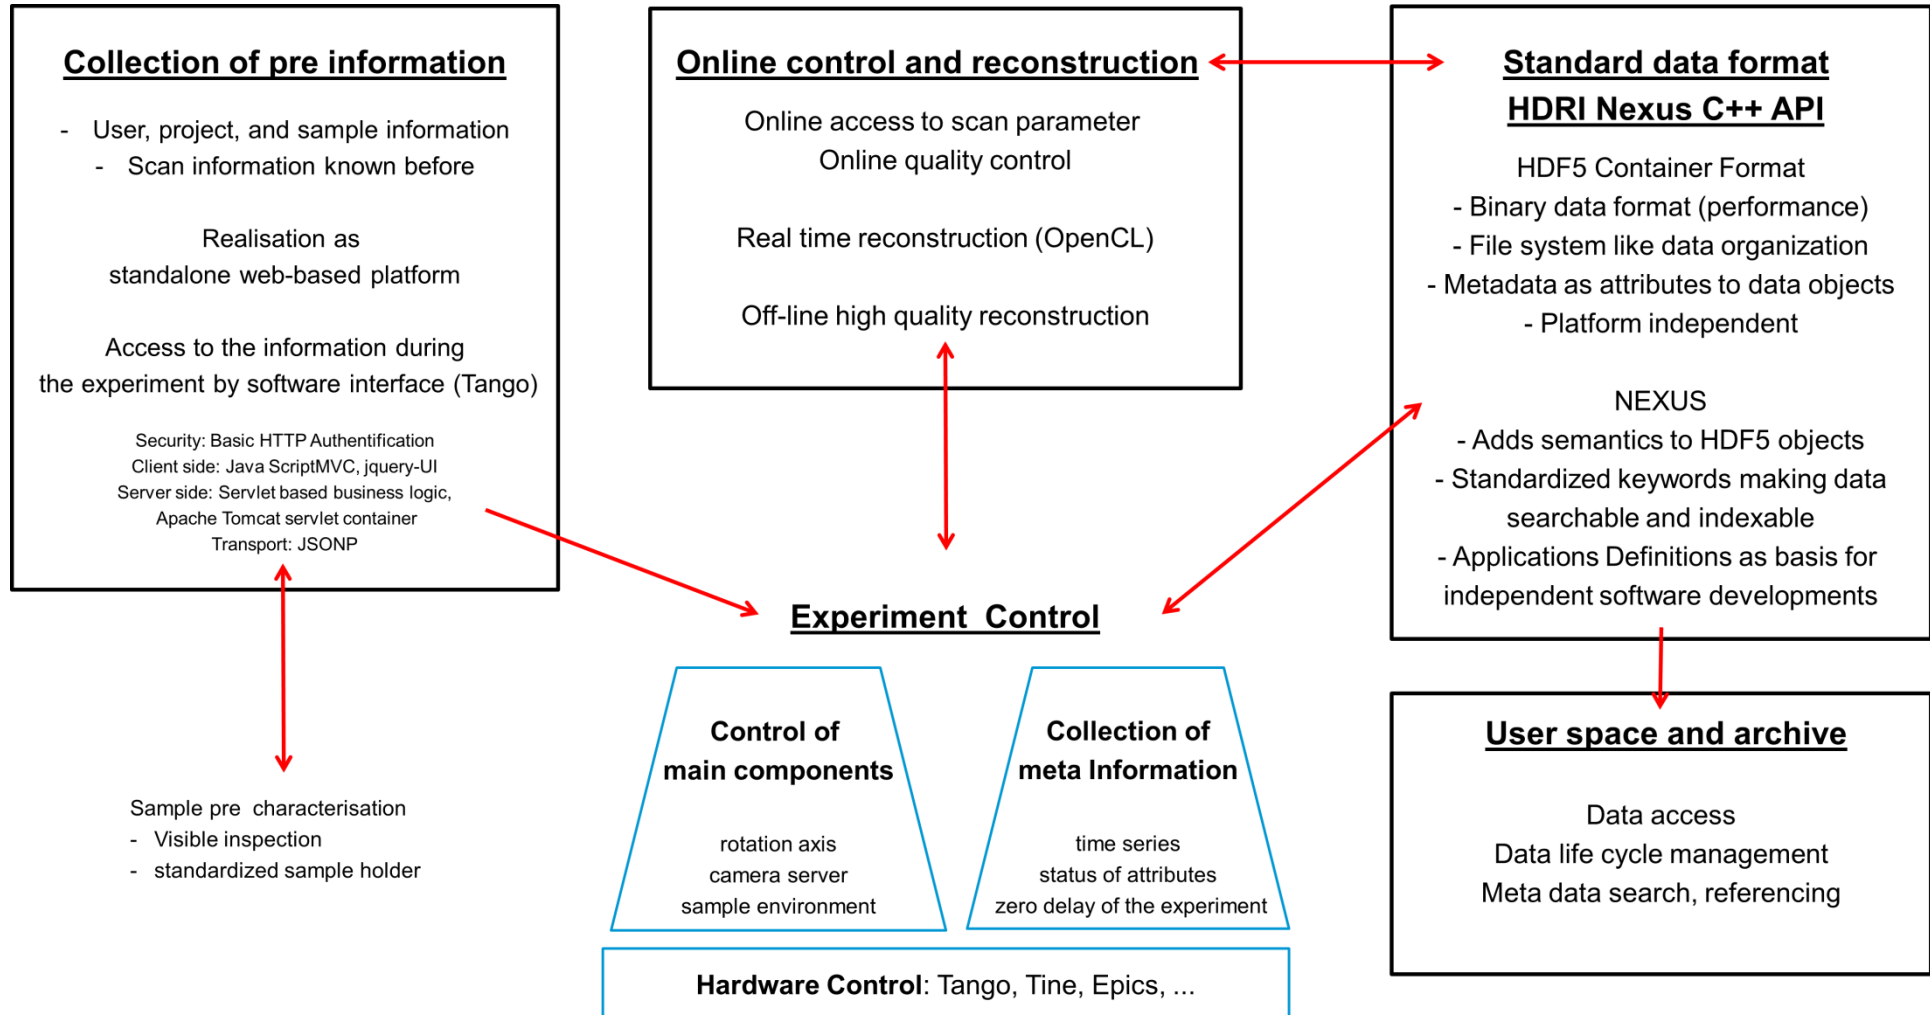 Collection of pre information
- User, project, and sample information
- Scan information known before
Realisation as
standalone web-based platform
Access to the information during
the experiment by software interface (Tango)
Security: Basic HTTP Authentification
Client side: Java ScriptMVC, jquery-UI
Server side: Servlet based business logic,
Apache Tomcat servlet container
Transport: JSONP
Sample pre characterisation
- Visible inspection
- standardized sample holder
Online control and reconstruction
Online access to scan parameter
Online quality control
Real time reconstruction (OpenCL)
Off-line high quality reconstruction
Experiment Control
Control of
main components
rotation axis
camera server
sample environment
Collection of
meta Information
time series
status of attributes
zero delay of the experiment
Hardware Control: Tango, Tine, Epics, ...
Standard data format
HDRI Nexus C++ API
HDF5 Container Format
- Binary data format (performance)
- File system like data organization
- Metadata as attributes to data objects
- Platform independent
NEXUS
- Adds semantics to HDF5 objects
- Standardized keywords making data
searchable and indexable
- Applications Definitions as basis for
independent software developments
User space and archive
Data access
Data life cycle management
Meta data search, referencing